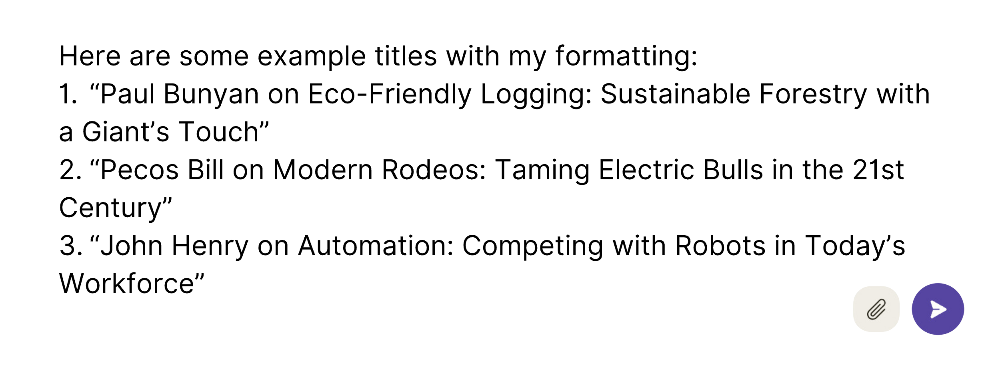 Here are some example titles with my formatting:
1. “Paul Bunyan on Eco-Friendly Logging: Sustainable Forestry with
a Giant’s Touch”
2. “Pecos Bill on Modern Rodeos: Taming Electric Bulls in the 21st
Century”
3. “John Henry on Automation: Competing with Robots in Today’s
Workforce”